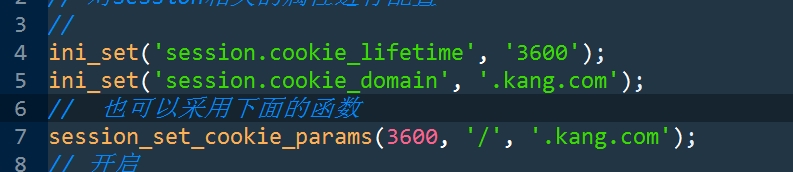 2 // 对session相关的属性进行配置
3 //
4 ini_set('session.cookie_lifetime', '3600');
5 ini_set('session.cookie_domain', '.kang.com');
6 //  也可以采用下面的函数
7 session_set_cookie_params(3600, '/', '.kang.com');
8 // 开启